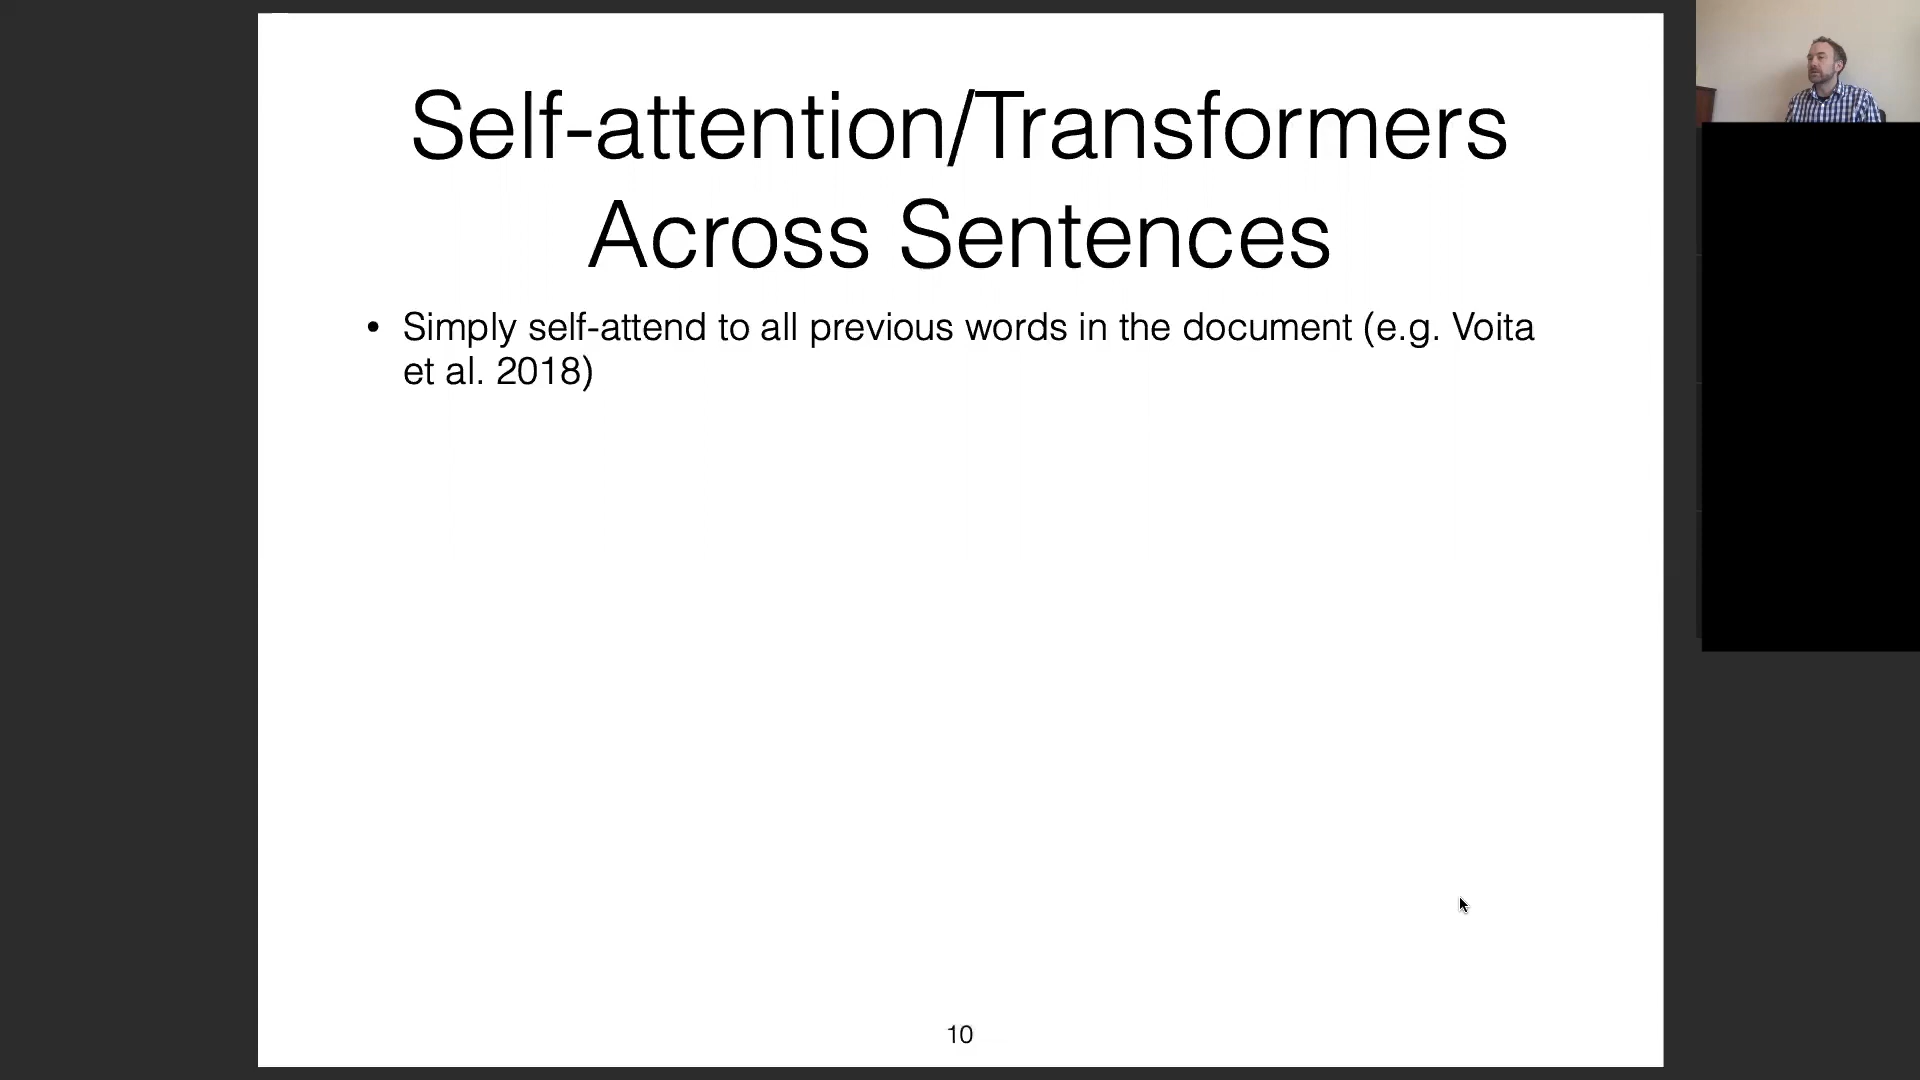 Self-attention/Transformers
Across Sentences
• Simply self-attend to all previous words in the document (e.g. Voita
et al. 2018)
10